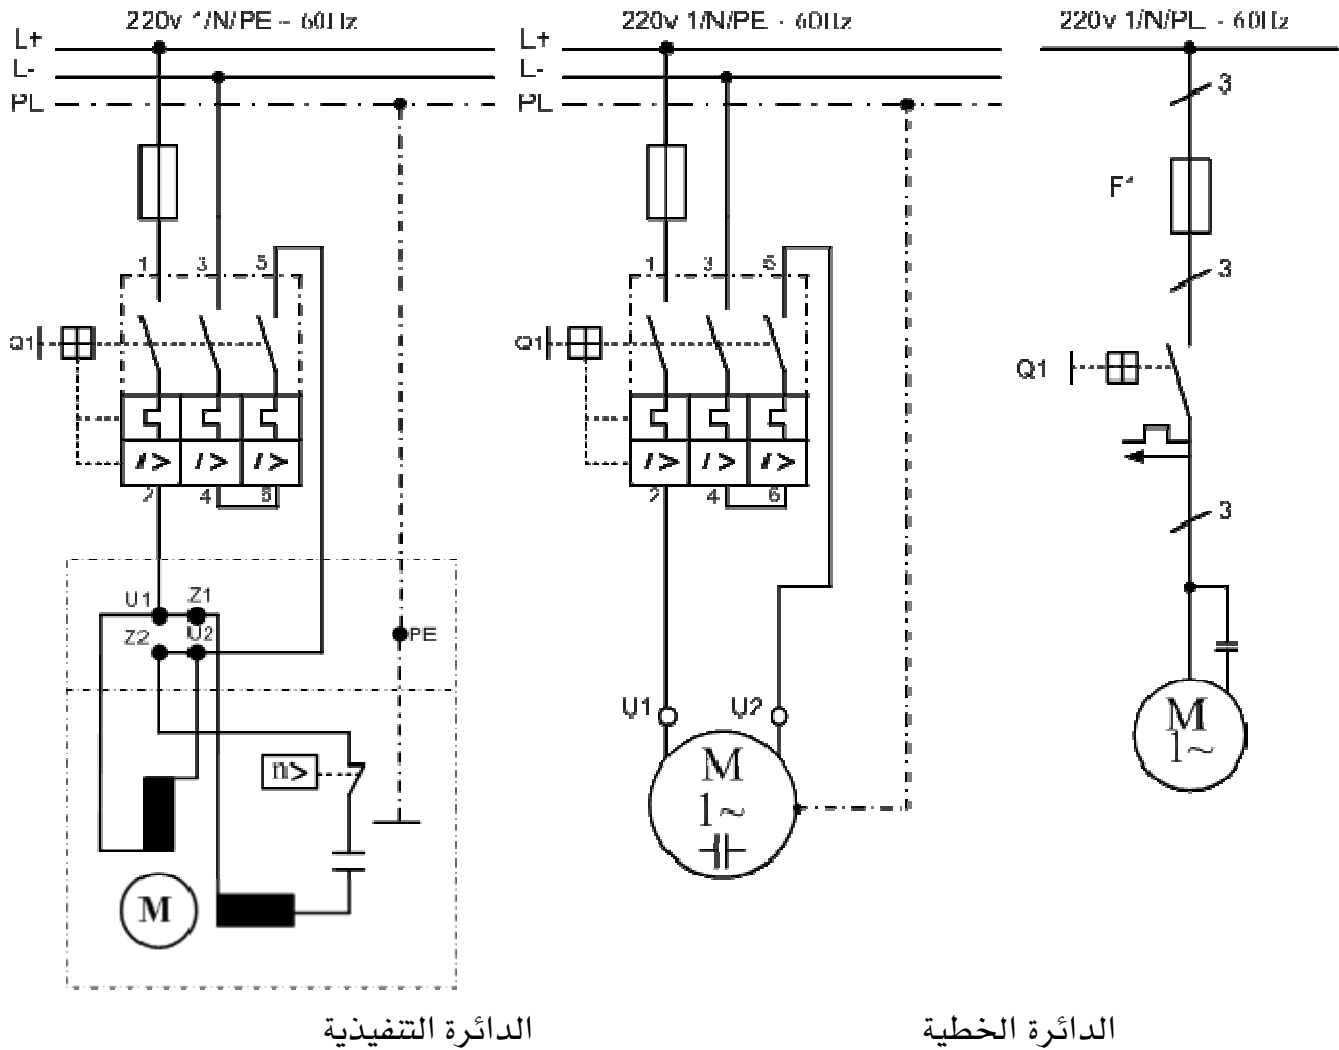 220v 1/N/PE ~ 60Hz
L+
L-
PL
1 3 5
Q1
I> I> I>
2 4 6
U1 Z1
Z2 U2
PE
n>
M
220v 1/N/PE · 60Hz
L+
L-
PL
1 3 5
Q1
I> I> I>
2 4 6
U1 U2
M
1~
220v 1/N/PE - 60Hz
3
F1
3
Q1
3
M
1~
الدائرة التنفيذية
الدائرة الخطية